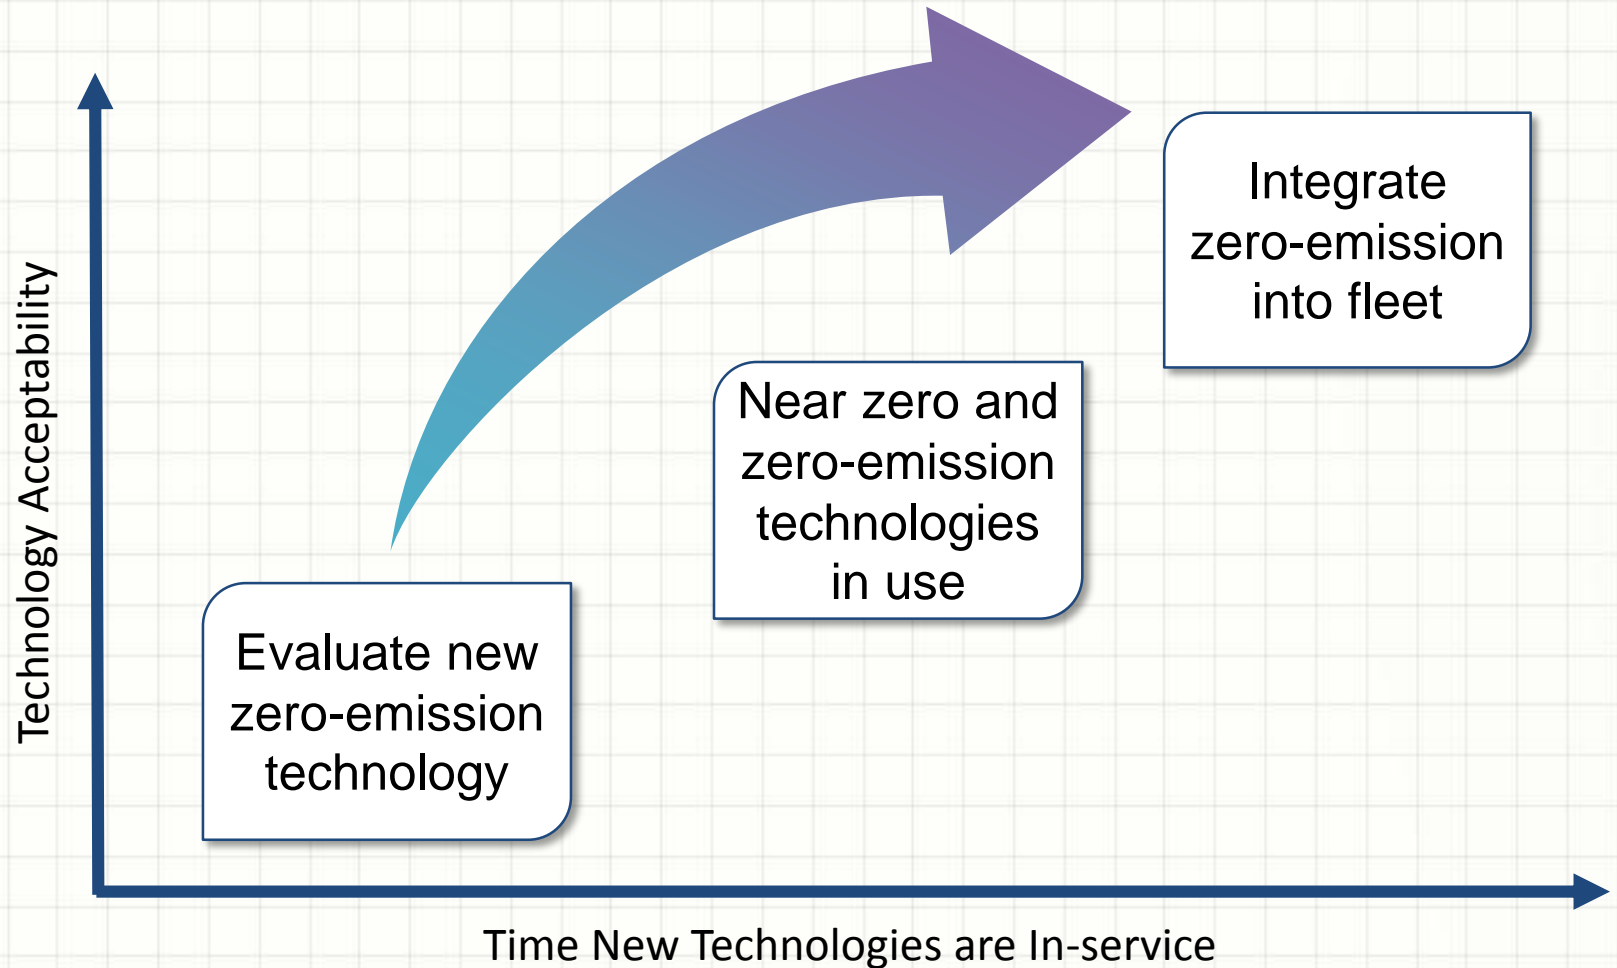 Technology Acceptability
Evaluate new
zero-emission
technology
Near zero and
zero-emission
technologies
in use
Integrate
zero-emission
into fleet
Time New Technologies are In-service